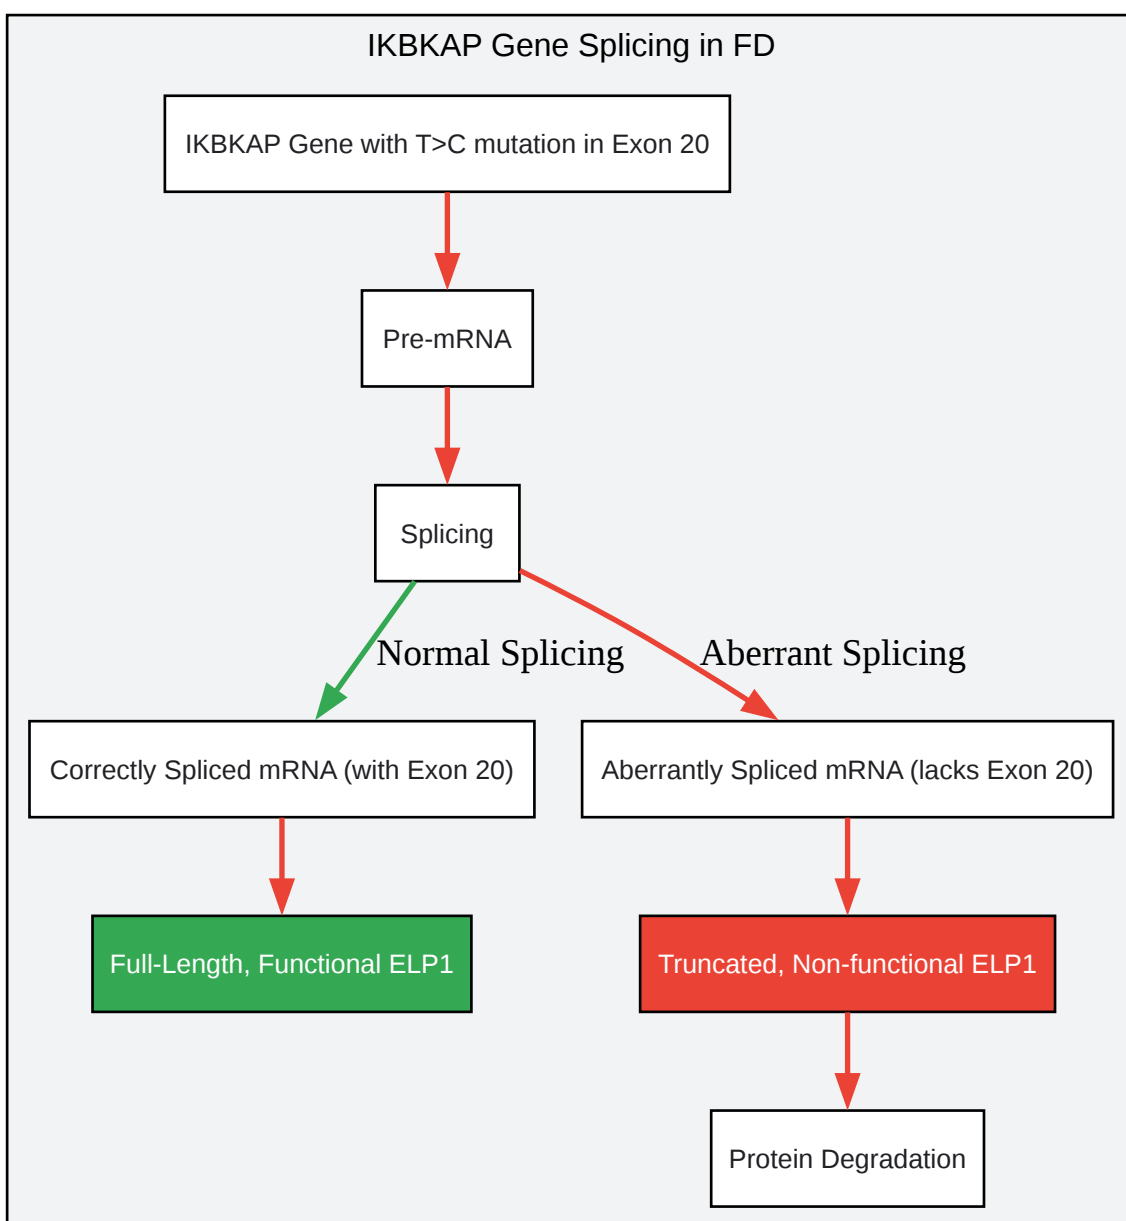 IKBKAP Gene Splicing in FD
IKBKAP Gene with T>C mutation in Exon 20
Pre-mRNA
Splicing
Normal Splicing
Aberrant Splicing
Correctly Spliced mRNA (with Exon 20)
Aberrantly Spliced mRNA (lacks Exon 20)
Full-Length, Functional ELP1
Truncated, Non-functional ELP1
Protein Degradation